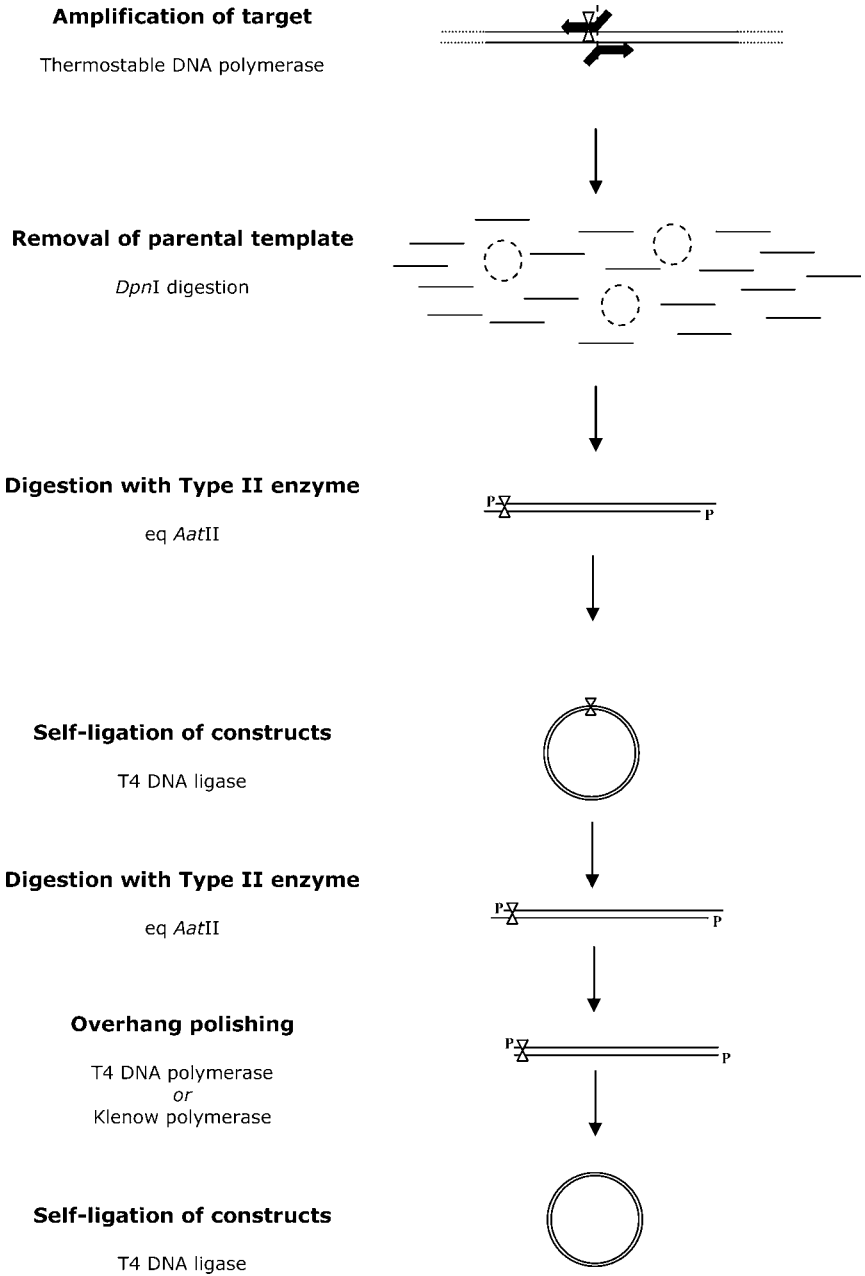 Amplification of target
Thermostable DNA polymerase
Removal of parental template
DpnI digestion
Digestion with Type II enzyme
eq AatII
P
P
Self-ligation of constructs
T4 DNA ligase
Digestion with Type II enzyme
eq AatII
P
P
Overhang polishing
T4 DNA polymerase
or
Klenow polymerase
P
P
Self-ligation of constructs
T4 DNA ligase